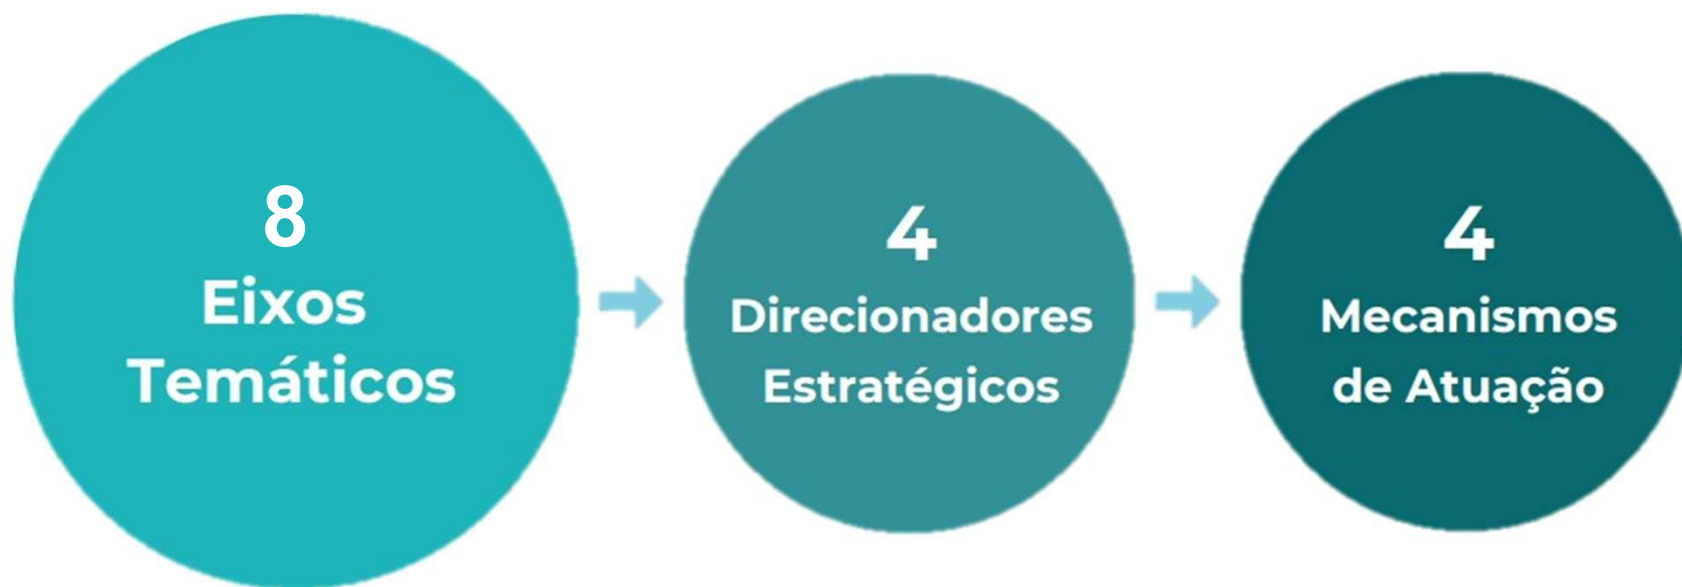 8
Eixos
Temáticos
4
Direcionadores
Estratégicos
4
Mecanismos
de Atuação